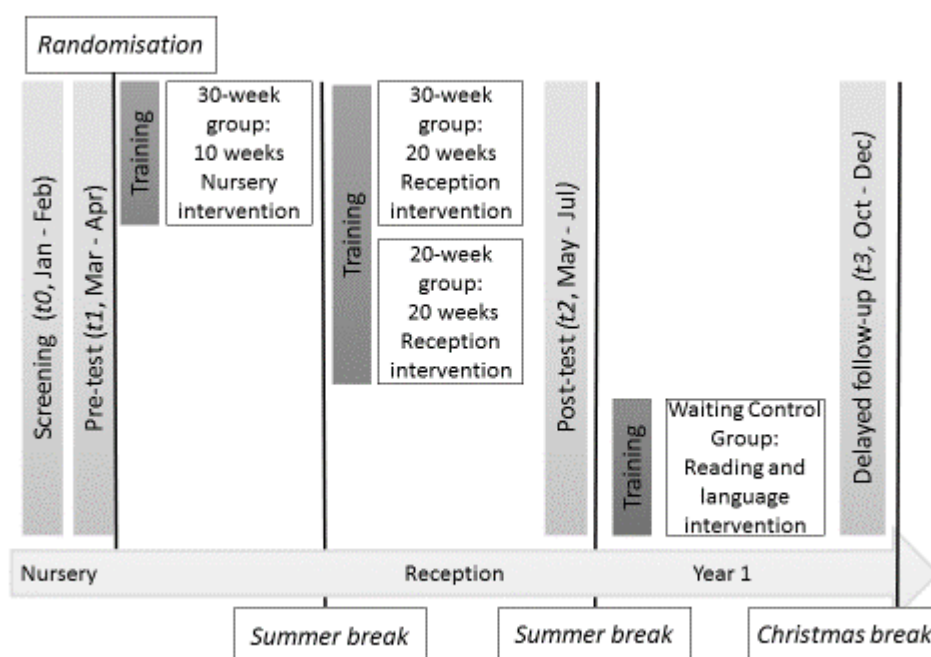 Randomisation
Screening (t0, Jan - Feb)
Pre-test (t1, Mar - Apr)
Training
30-week
group:
10 weeks
Nursery
intervention
Training
30-week
group:
20 weeks
Reception
intervention
20-week
group:
20 weeks
Reception
intervention
Post-test (t2, May - Jul)
Training
Waiting Control
Group:
Reading and
language
intervention
Delayed follow-up (t3, Oct - Dec)
Nursery
Reception
Year 1
Summer break
Summer break
Christmas break